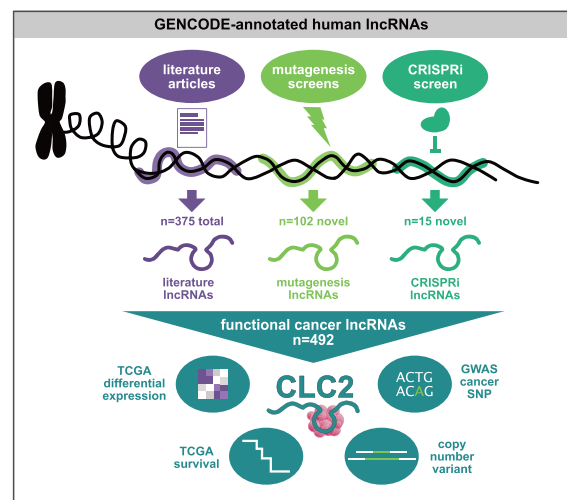 GENCODE-annotated human lncRNAs
literature
articles
mutagenesis
screens
CRISPRi
screen
n=375 total
n=102 novel
n=15 novel
literature
lncRNAs
mutagenesis
lncRNAs
CRISPRi
lncRNAs
functional cancer lncRNAs
n=492
TCGA
differential
expression
CLC2
ACTG
ACAG
GWAS
cancer
SNP
TCGA
survival
copy
number
variant